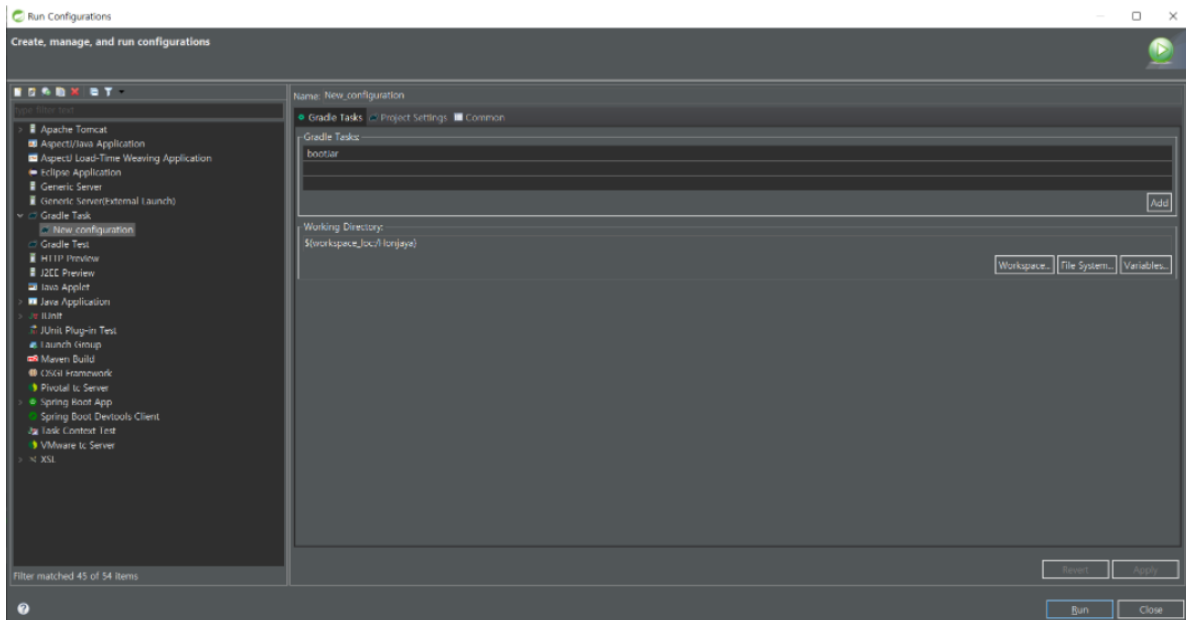 Run Configurations
Create, manage, and run configurations
type filter text
Apache Tomcat
AspectJ/Java Application
AspectJ Load-Time Weaving Application
Eclipse Application
Generic Server
Generic Server(External Launch)
Gradle Task
New_configuration
Gradle Test
HTTP Preview
J2EE Preview
Java Applet
Java Application
JUnit
JUnit Plug-in Test
Launch Group
Maven Build
OSGi Framework
Pivotal tc Server
Spring Boot App
Spring Boot Devtools Client
Task Context Test
VMware tc Server
XSL
Filter matched 45 of 54 items
Name: New_configuration
Gradle Tasks Project Settings Common
Gradle Tasks:
bootJar
Add
Working Directory:
${workspace_loc:/Honjaya}
Workspace... File System... Variables...
Revert Apply
Run Close